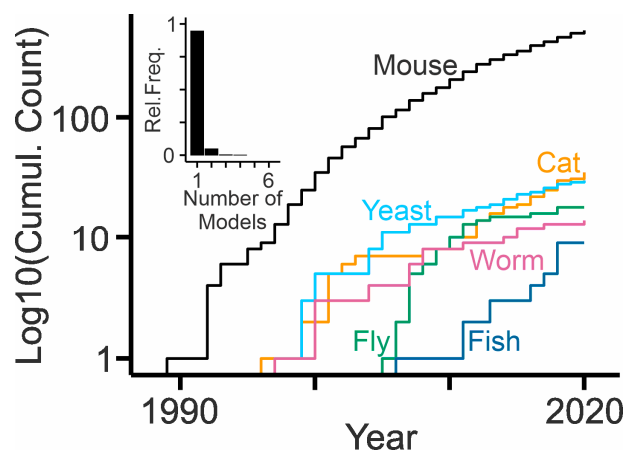 Log10(Cumul. Count)
100
10
1
1990
2020
Year
Rel.Freq.
1
0
1
6
Number of
Models
Mouse
Cat
Yeast
Worm
Fly
Fish